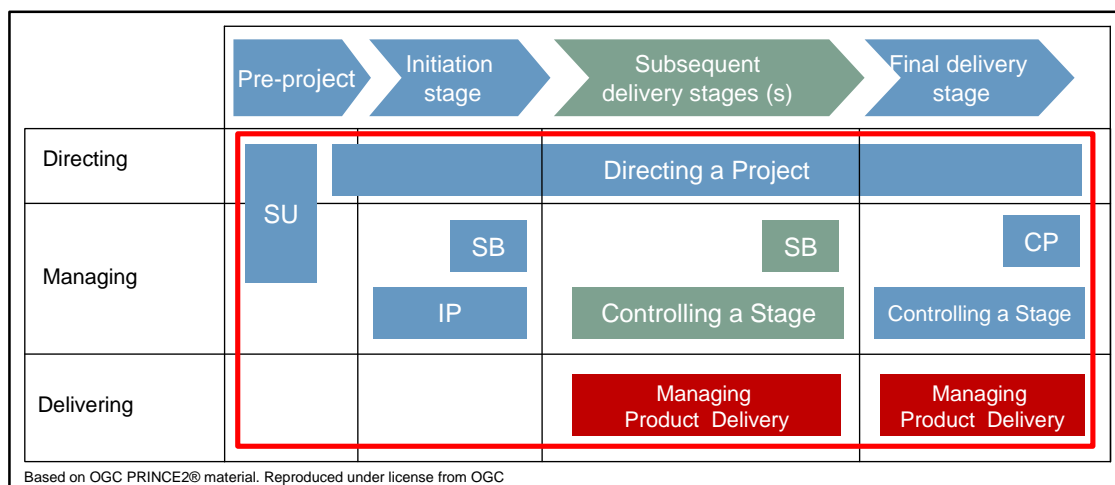 Pre-project
Initiation
stage
Subsequent
delivery stages (s)
Final delivery
stage
Directing
SU
Directing a Project
Managing
SB
SB
CP
IP
Controlling a Stage
Controlling a Stage
Delivering
Managing
Product Delivery
Managing
Product Delivery
Based on OGC PRINCE2® material. Reproduced under license from OGC